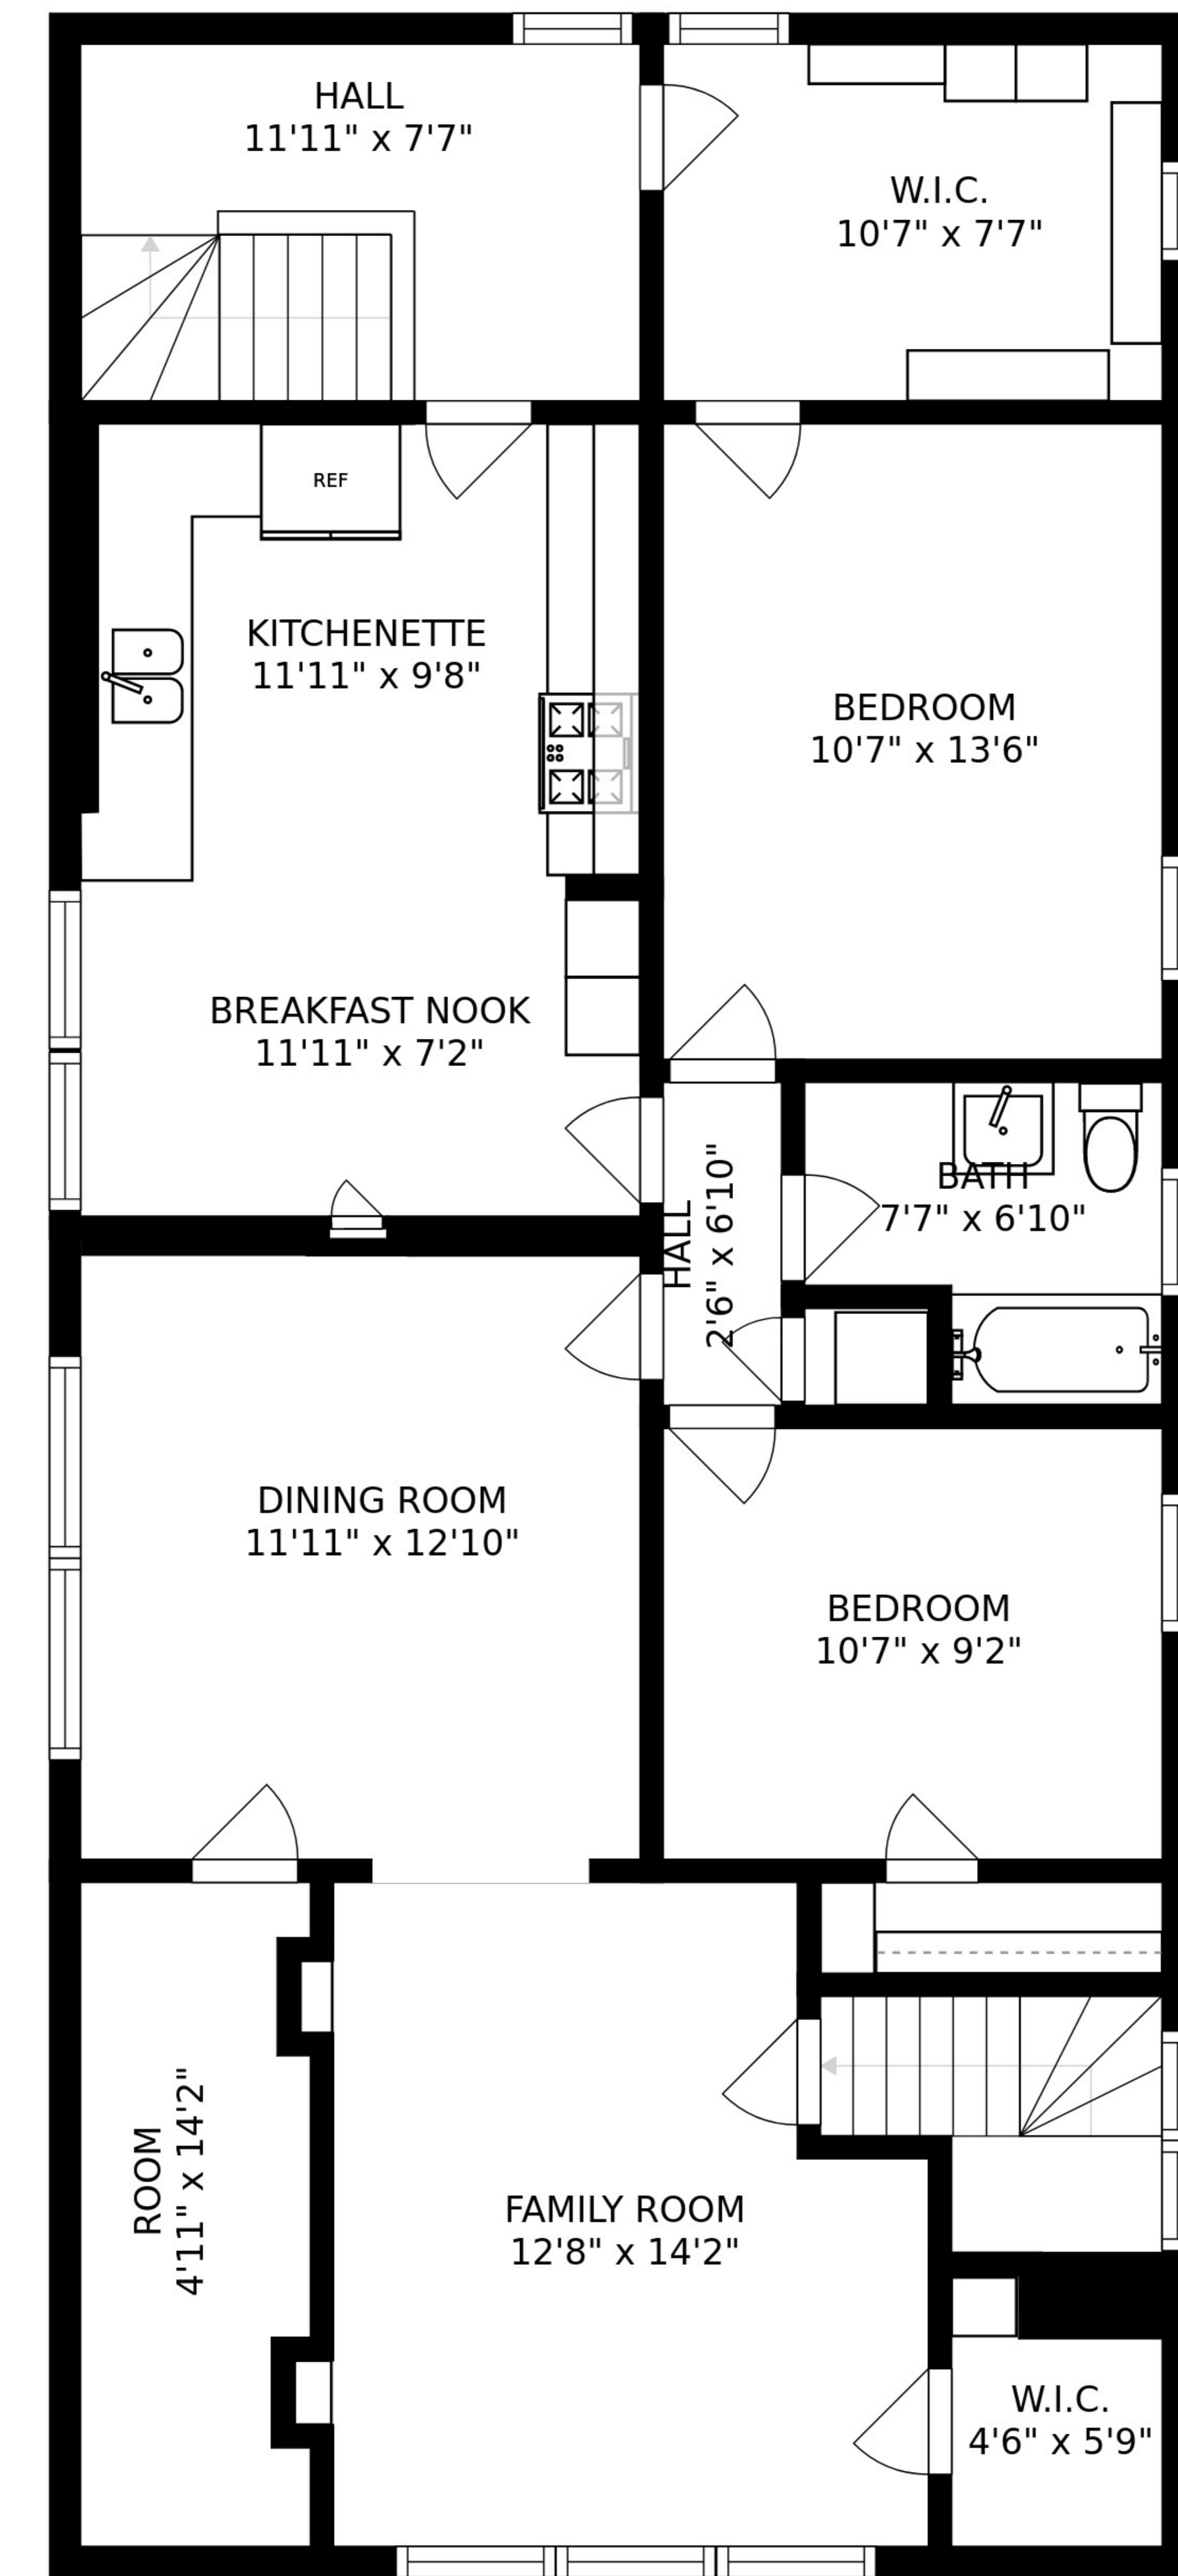 HALL
11'11" x 7'7"
W.I.C.
10'7" x 7'7"
REF
KITCHENETTE
11'11" x 9'8"
BEDROOM
10'7" x 13'6"
BREAKFAST NOOK
11'11" x 7'2"
HALL
2'6" x 6'10"
BATH
7'7" x 6'10"
DINING ROOM
11'11" x 12'10"
BEDROOM
10'7" x 9'2"
ROOM
4'11" x 14'2"
FAMILY ROOM
12'8" x 14'2"
W.I.C.
4'6" x 5'9"